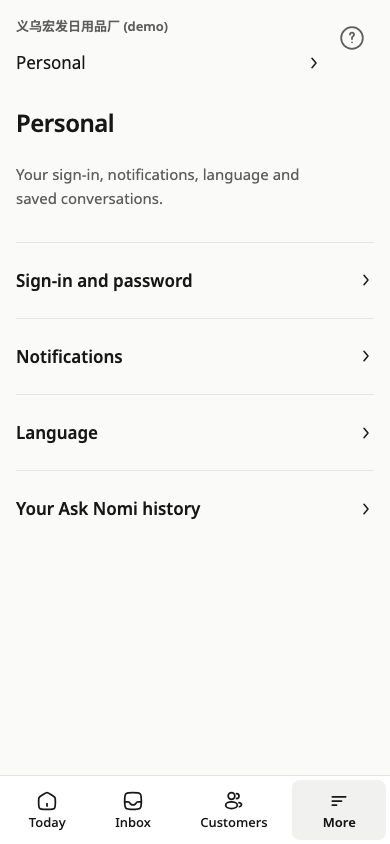 义乌宏发日用品厂 (demo)
Personal
Personal
Your sign-in, notifications, language and
saved conversations.
Sign-in and password
Notifications
Language
Your Ask Nomi history
Today
Inbox
Customers
More